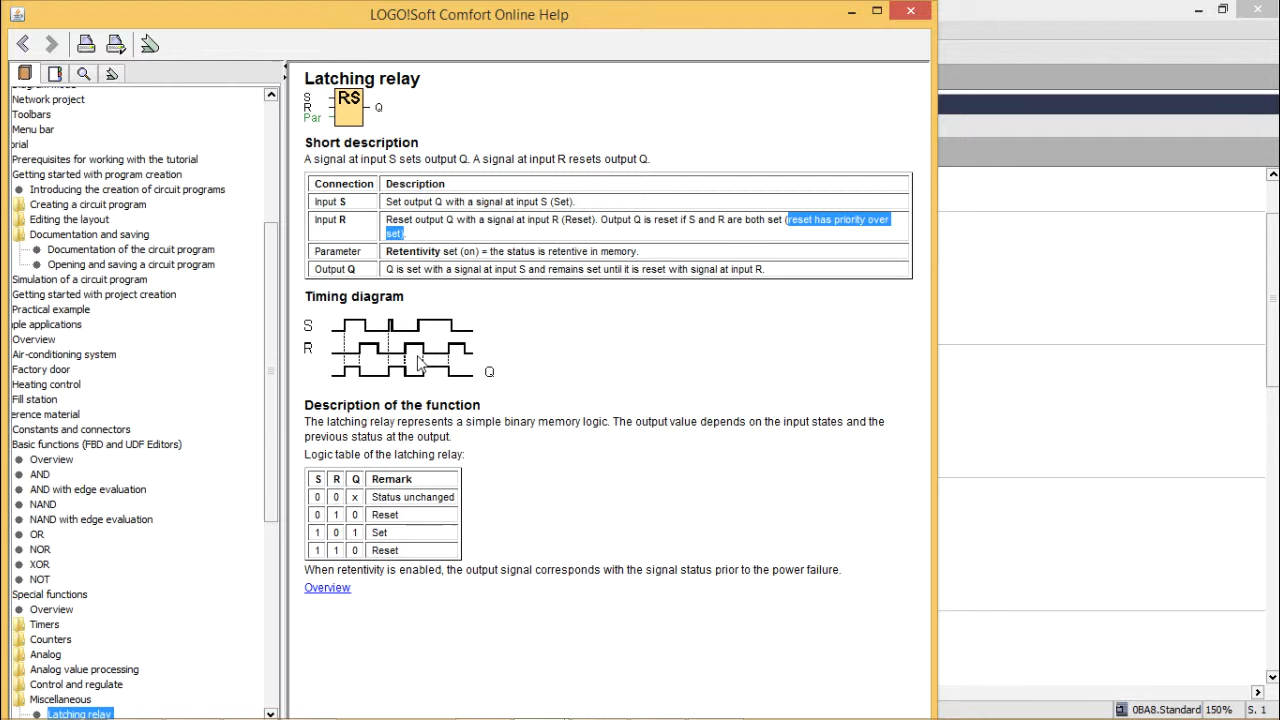 LOGO!Soft Comfort Online Help
Network project
Toolbars
Menu bar
rial
Prerequisites for working with the tutorial
Getting started with program creation
Introducing the creation of circuit programs
Creating a circuit program
Editing the layout
Documentation and saving
Documentation of the circuit program
Opening and saving a circuit program
Simulation of a circuit program
Getting started with project creation
Practical example
ple applications
Overview
Air-conditioning system
Factory door
Heating control
Fill station
erence material
Constants and connectors
Basic functions (FBD and UDF Editors)
Overview
AND
AND with edge evaluation
NAND
NAND with edge evaluation
OR
NOR
XOR
NOT
Special functions
Overview
Timers
Counters
Analog
Analog value processing
Control and regulate
Miscellaneous
Latching relay
Latching relay
S
R
Par
RS
Q
Short description
A signal at input S sets output Q. A signal at input R resets output Q.
Connection Description
Input S Set output Q with a signal at input S (Set).
Input R Reset output Q with a signal at input R (Reset). Output Q is reset if S and R are both set (reset has priority over
set).
Parameter Retentivity set (on) = the status is retentive in memory.
Output Q Q is set with a signal at input S and remains set until it is reset with signal at input R.
Timing diagram
S
R
Q
Description of the function
The latching relay represents a simple binary memory logic. The output value depends on the input states and the
previous status at the output.
Logic table of the latching relay:
S R Q Remark
0 0 x Status unchanged
0 1 0 Reset
1 0 1 Set
1 1 0 Reset
When retentivity is enabled, the output signal corresponds with the signal status prior to the power failure.
Overview
0BA8.Standard 150% S. 1